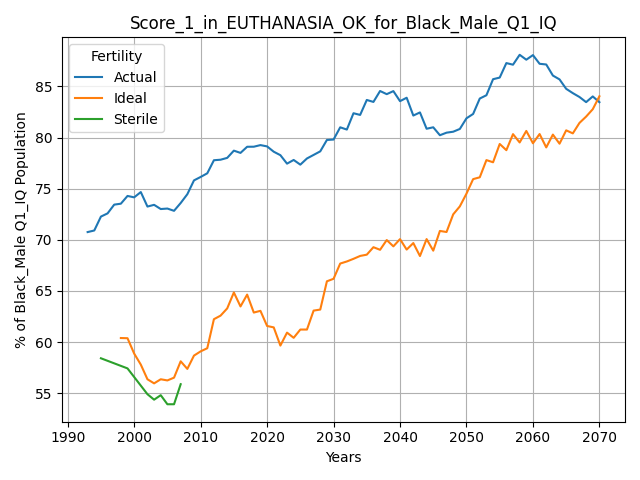 Score_1_in_EUTHANASIA_OK_for_Black_Male_Q1_IQ
Fertility
Actual
Ideal
Sterile
% of Black_Male Q1_IQ Population
85
80
75
70
65
60
55
1990
2000
2010
2020
2030
2040
2050
2060
2070
Years